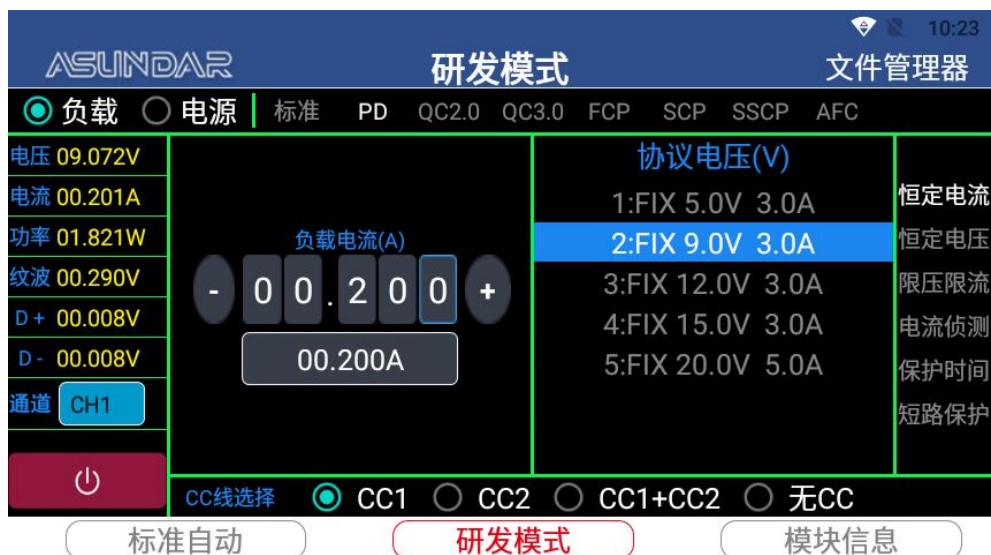 10:23
ASUNDAR 研发模式 文件管理器
负载 电源 标准 PD QC2.0 QC3.0 FCP SCP SSCP AFC
电压 09.072V
电流 00.201A
功率 01.821W
纹波 00.290V
D+ 00.008V
D- 00.008V
通道 CH1
负载电流(A)
- 0 0 . 2 0 0 +
00.200A
协议电压(V)
1:FIX 5.0V 3.0A
2:FIX 9.0V 3.0A
3:FIX 12.0V 3.0A
4:FIX 15.0V 3.0A
5:FIX 20.0V 5.0A
恒定电流
恒定电压
限压限流
电流侦测
保护时间
短路保护
CC线选择 CC1 CC2 CC1+CC2 无CC
标准自动 研发模式 模块信息